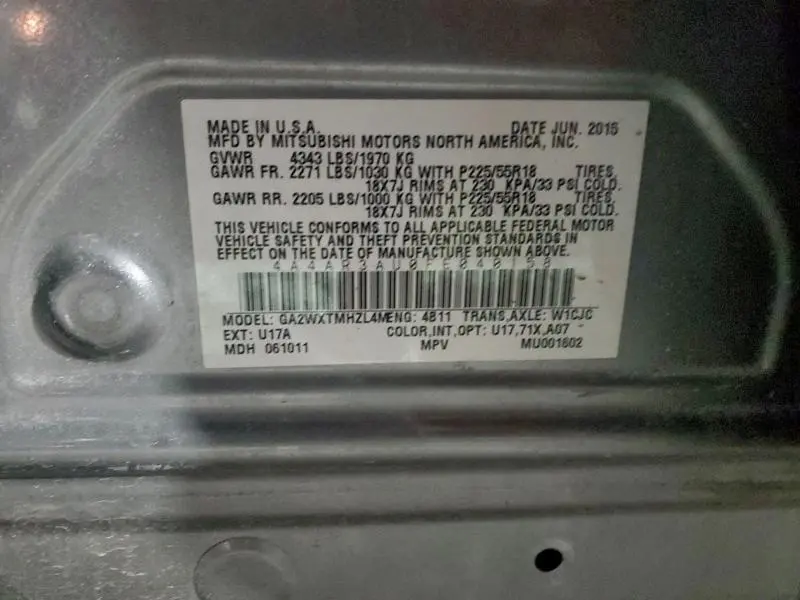 MADE IN U.S.A. DATE JUN. 2015
MFD BY MITSUBISHI MOTORS NORTH AMERICA, INC.
GVWR 4343 LBS/1970 KG
GAWR FR. 2271 LBS/1030 KG WITH P225/55R18 TIRES,
18X7J RIMS AT 230 KPA/33 PSI COLD.
GAWR RR. 2205 LBS/1000 KG WITH P225/55R18 TIRES,
18X7J RIMS AT 230 KPA/33 PSI COLD.
THIS VEHICLE CONFORMS TO ALL APPLICABLE FEDERAL MOTOR
VEHICLE SAFETY AND THEFT PREVENTION STANDARDS IN
EFFECT ON THE DATE OF MANUFACTURE SHOWN ABOVE.
4A4AR3AU0FE040158
MODEL: GA2WXTMHZL4M ENG: 4B11 TRANS,AXLE: W1CJC
EXT: U17A COLOR,INT,OPT: U17,71X,A07
MDH 061011 MPV MU001602